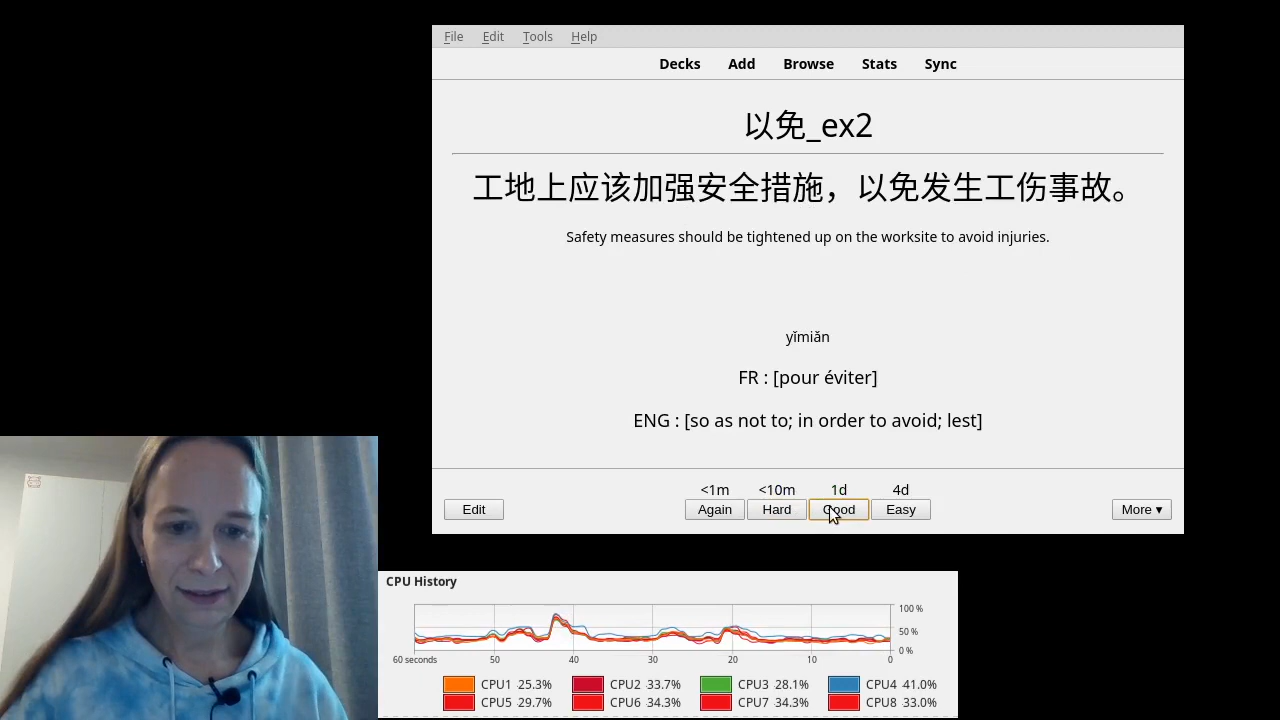 File Edit Tools Help
Decks Add Browse Stats Sync
以免_ex2
工地上应该加强安全措施，以免发生工伤事故。
Safety measures should be tightened up on the worksite to avoid injuries.
yǐmiǎn
FR : [pour éviter]
ENG : [so as not to; in order to avoid; lest]
<1m <10m 1d 4d
Edit Again Hard Good Easy More ▾
CPU History
100 %
50 %
0 %
60 seconds 50 40 30 20 10 0
CPU1 25.3% CPU2 33.7% CPU3 28.1% CPU4 41.0%
CPU5 29.7% CPU6 34.3% CPU7 34.3% CPU8 33.0%